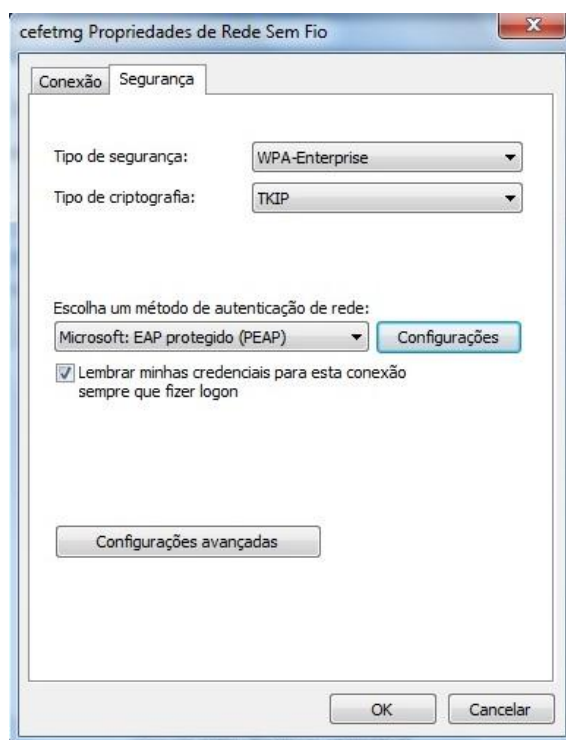 cefetmg Propriedades de Rede Sem Fio
Conexão Segurança
Tipo de segurança: WPA-Enterprise
Tipo de criptografia: TKIP
Escolha um método de autenticação de rede:
Microsoft: EAP protegido (PEAP) Configurações
Lembrar minhas credenciais para esta conexão
sempre que fizer logon
Configurações avançadas
OK Cancelar